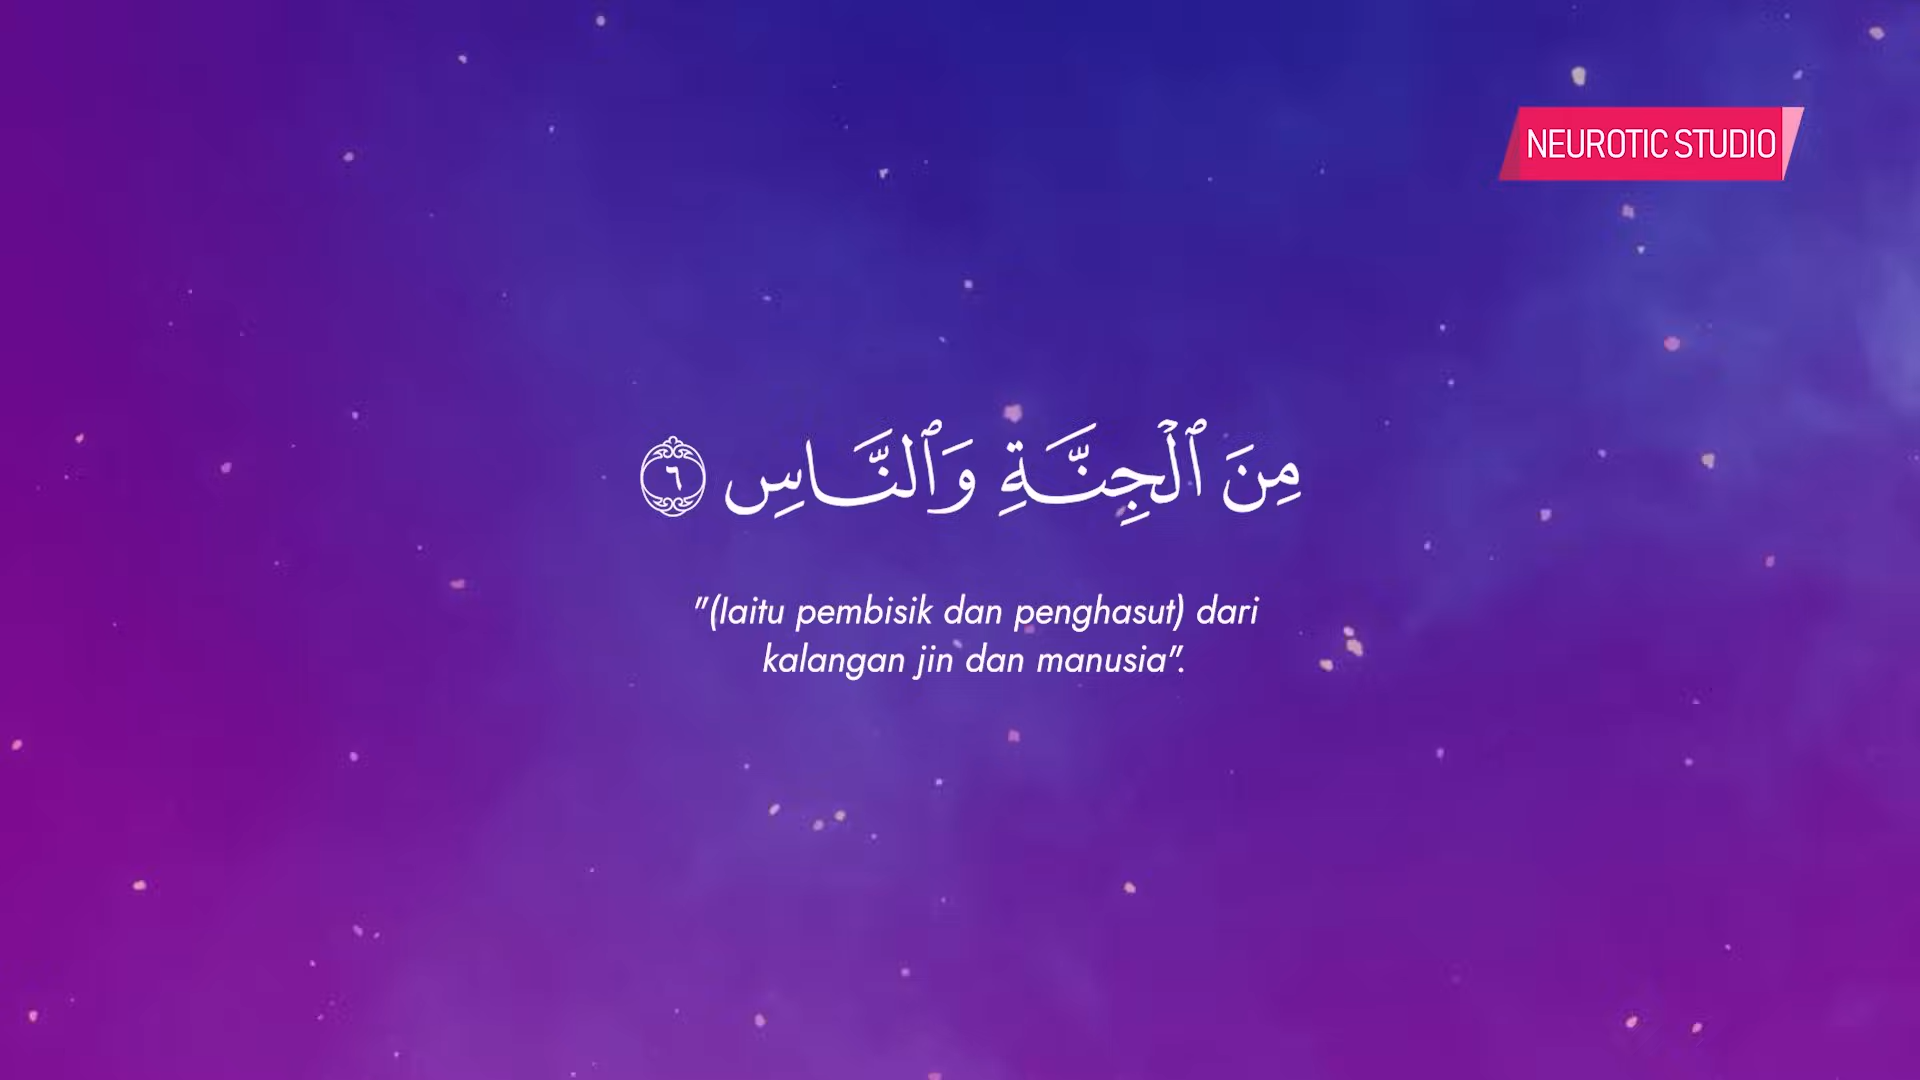 NEUROTIC STUDIO
مِنَ ٱلْجِنَّةِ وَٱلنَّاسِ ٦
"(Iaitu pembisik dan penghasut) dari
kalangan jin dan manusia".